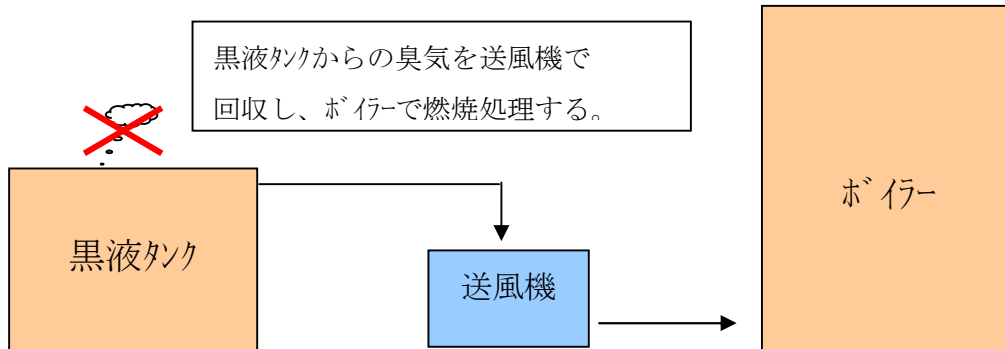 黒液ﾀﾝｸからの臭気を送風機で
回収し、ﾎﾞｲﾗｰで燃焼処理する。
ﾎﾞｲﾗｰ
黒液ﾀﾝｸ
送風機